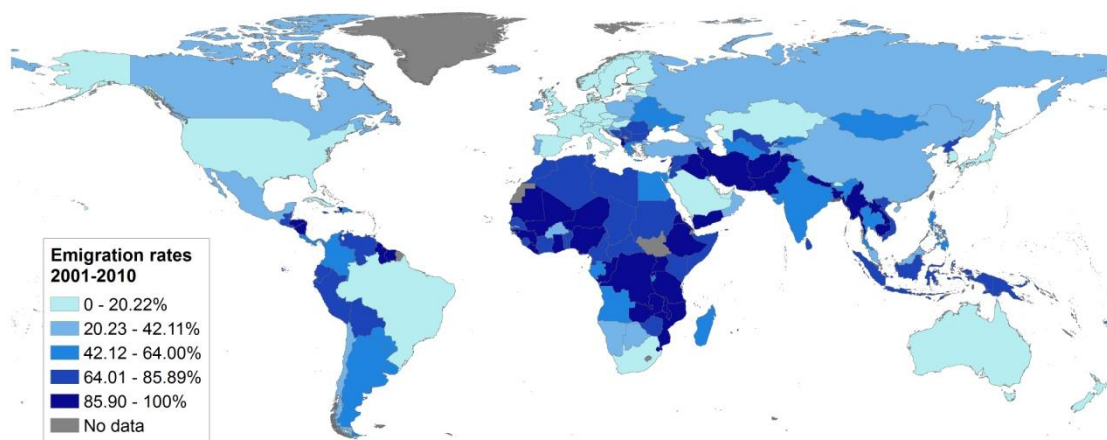 Emigration rates
2001-2010
0 - 20.22%
20.23 - 42.11%
42.12 - 64.00%
64.01 - 85.89%
85.90 - 100%
No data